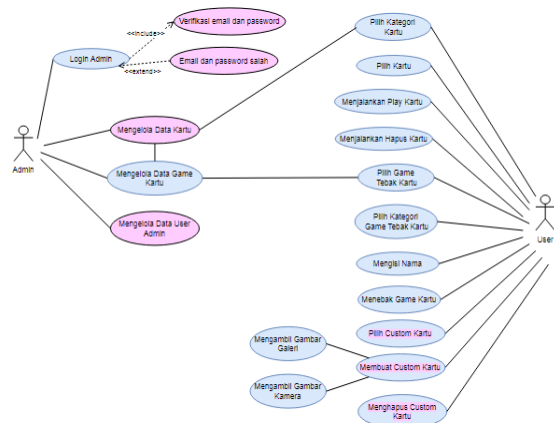 Verifikasi email dan password
<<include>>
Login Admin
<<extend>>
Email dan password salah
Admin
Mengelola Data Kartu
Mengelola Data Game
Kartu
Mengelola Data User
Admin
Pilih Kategori
Kartu
Pilih Kartu
Menjalankan Play Kartu
Menjalankan Hapus Kartu
Pilih Game
Tebak Kartu
Pilih Kategori
Game Tebak Kartu
User
Mengisi Nama
Menebak Game Kartu
Pilih Custom Kartu
Mengambil Gambar
Galeri
Membuat Custom Kartu
Mengambil Gambar
Kamera
Menghapus Custom
Kartu